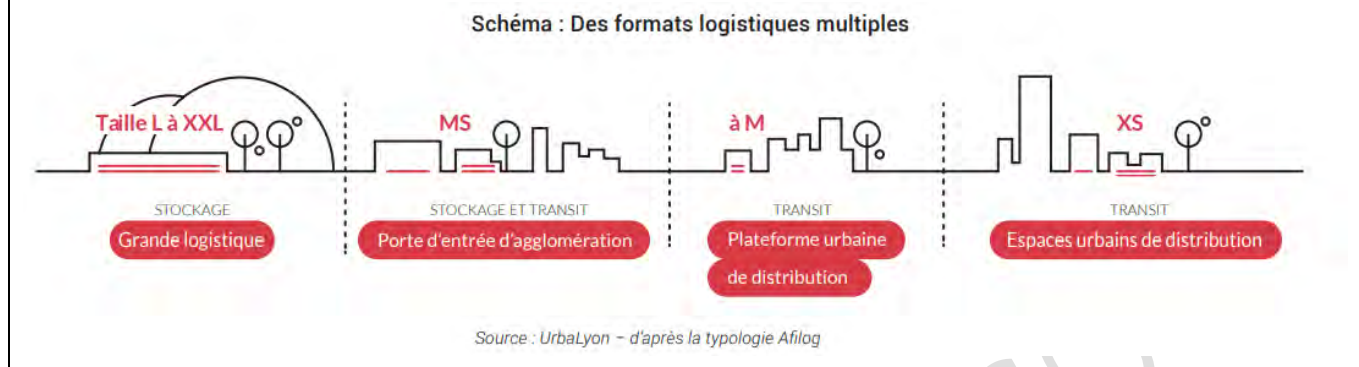 Schéma : Des formats logistiques multiples
Taille L à XXL
MS
à M
XS
STOCKAGE
STOCKAGE ET TRANSIT
TRANSIT
TRANSIT
Grande logistique
Porte d'entrée d'agglomération
Plateforme urbaine
de distribution
Espaces urbains de distribution
Source : UrbaLyon – d'après la typologie Afilog